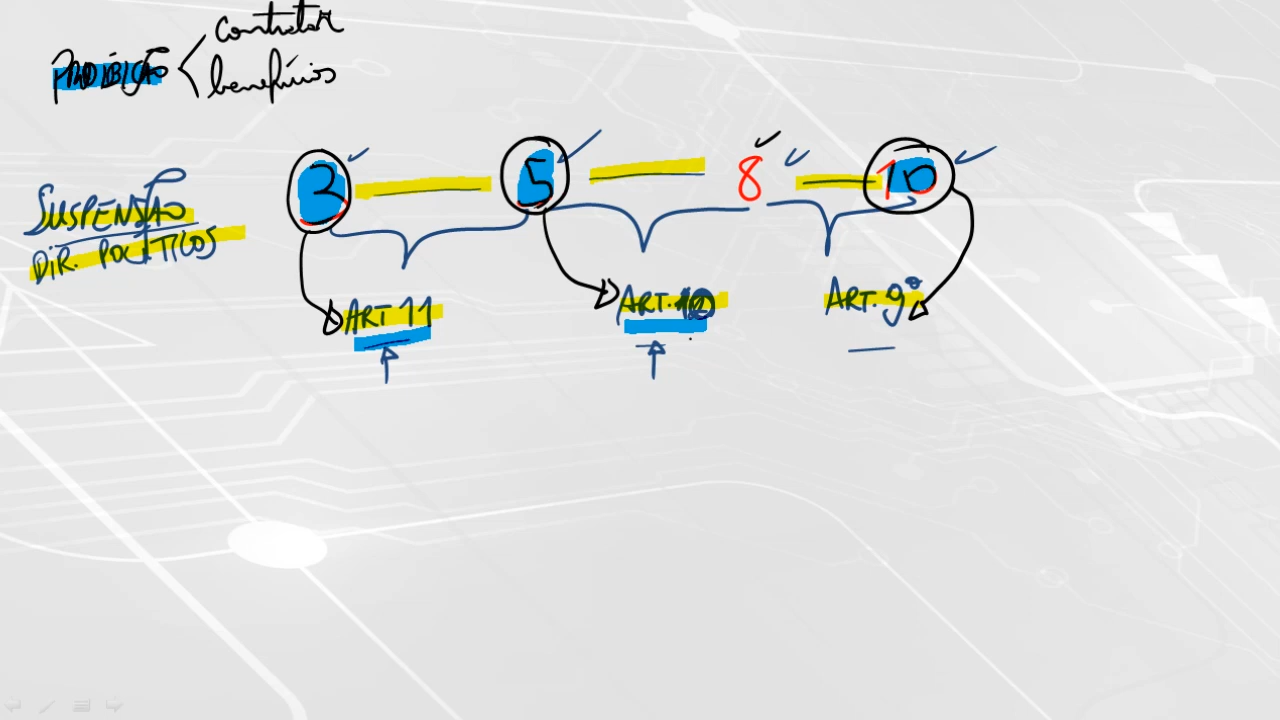 contratar
PROIBIÇÃO
benefícios
3 5 8 10
SUSPENSÃO
DIR. POLÍTICOS
ART 11 ART. 10 ART. 9º